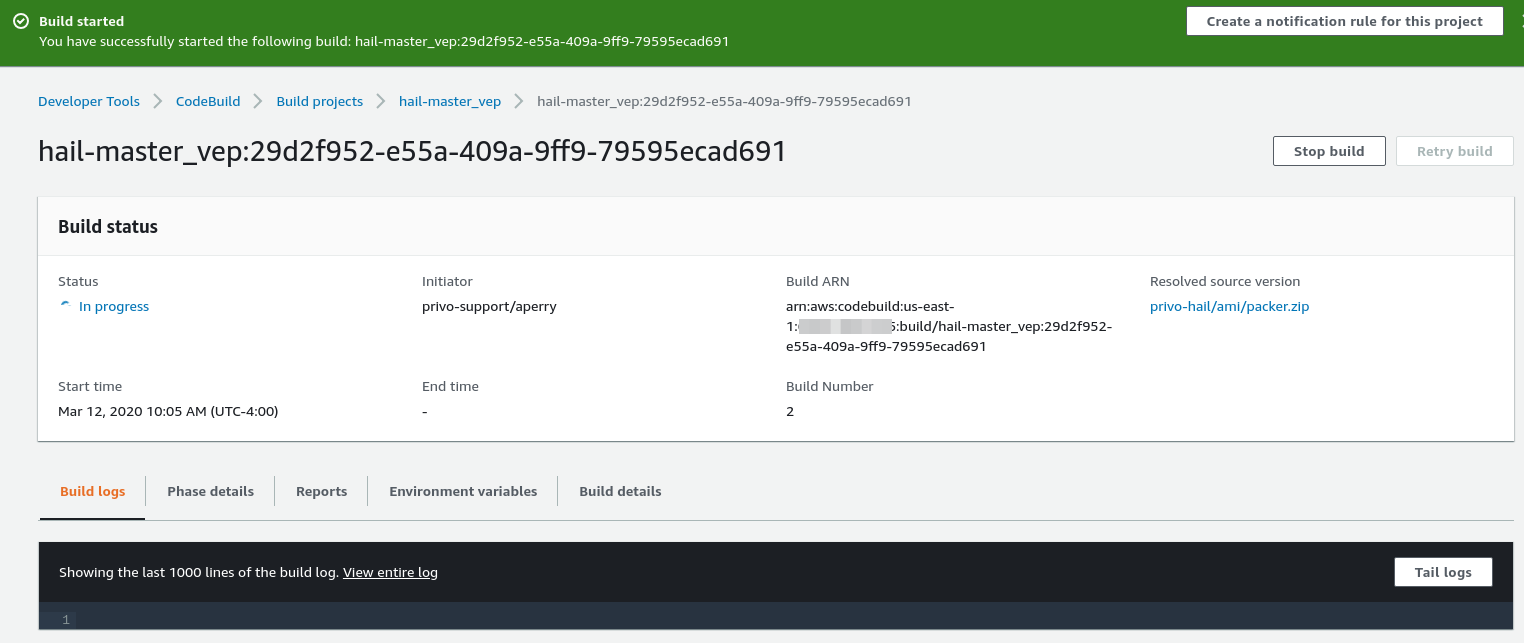 Build started
You have successfully started the following build: hail-master_vep:29d2f952-e55a-409a-9ff9-79595ecad691
Create a notification rule for this project
Developer Tools
CodeBuild
Build projects
hail-master_vep
hail-master_vep:29d2f952-e55a-409a-9ff9-79595ecad691
hail-master_vep:29d2f952-e55a-409a-9ff9-79595ecad691
Stop build
Retry build
Build status
Status
In progress
Initiator
privo-support/aperry
Build ARN
arn:aws:codebuild:us-east-
1: :build/hail-master_vep:29d2f952-
e55a-409a-9ff9-79595ecad691
Resolved source version
privo-hail/ami/packer.zip
Start time
Mar 12, 2020 10:05 AM (UTC-4:00)
End time
-
Build Number
2
Build logs
Phase details
Reports
Environment variables
Build details
Showing the last 1000 lines of the build log. View entire log
Tail logs
1